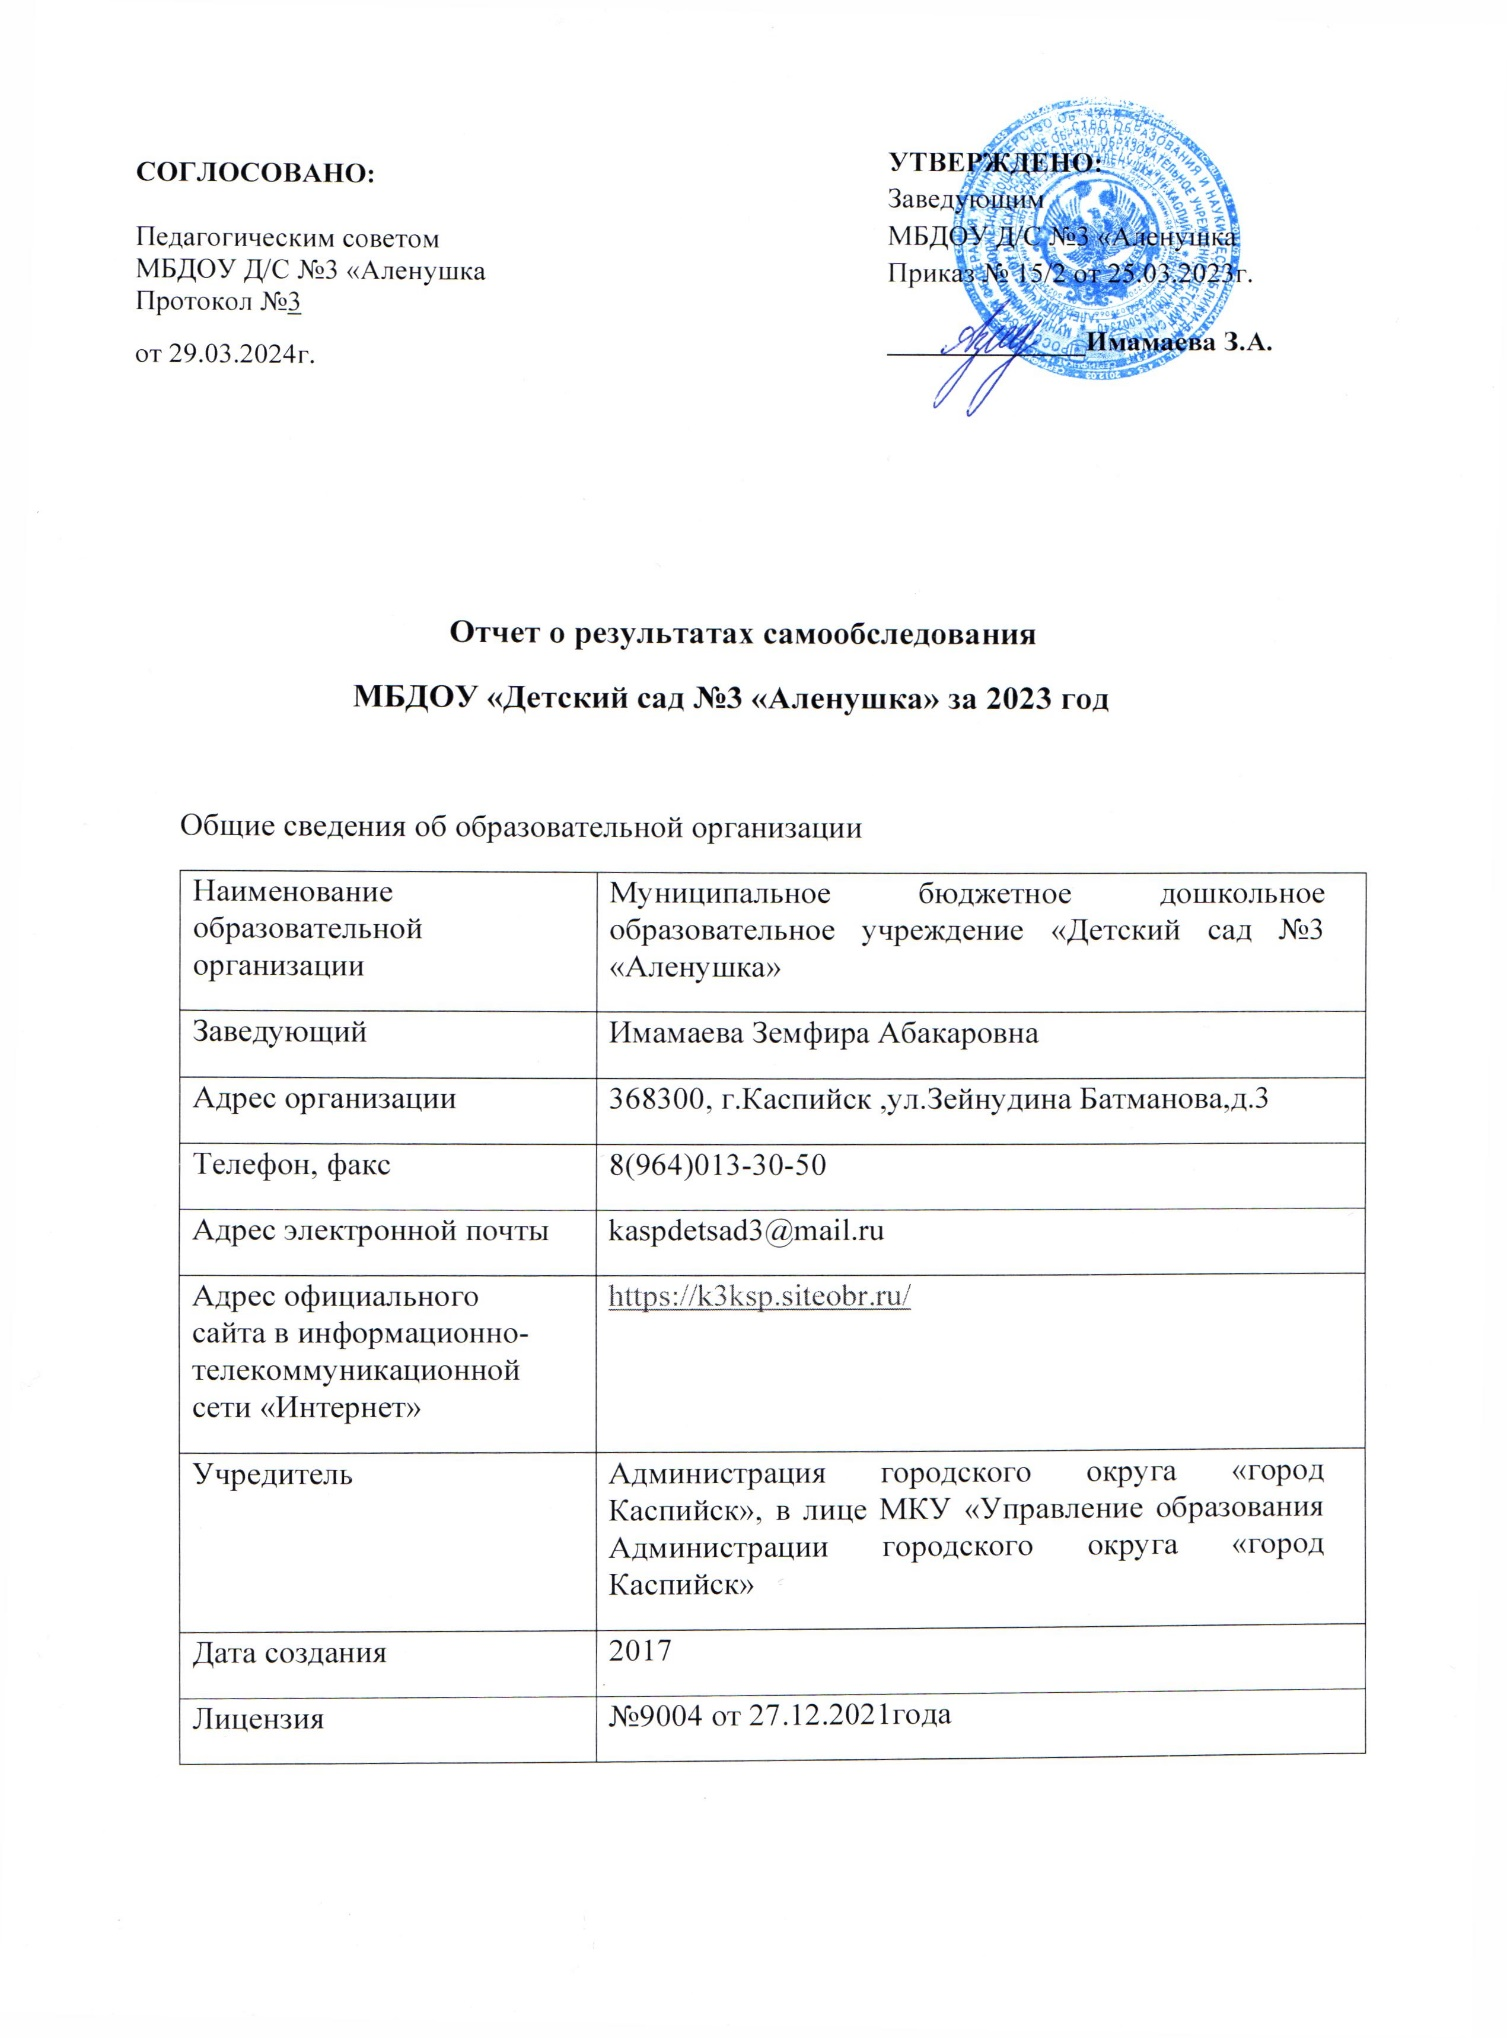 СОГЛОСОВАНО:
Педагогическим советом
МБДОУ Д/С №3 «Аленушка
Протокол №3
от 29.03.2024г.
УТВЕРЖДЕНО:
Заведующим
МБДОУ Д/С №3 «Аленушка
Приказ № 15/2 от 25.03.2023г.
Имамаева З.А.
Отчет о результатах самообследования
МБДОУ «Детский сад №3 «Аленушка» за 2023 год
Общие сведения об образовательной организации
Наименование
образовательной
организации
Муниципальное бюджетное дошкольное
образовательное учреждение «Детский сад №3
«Аленушка»
Заведующий
Имамаева Земфира Абакаровна
Адрес организации
368300, г.Каспийск ,ул.Зейнудина Батманова,д.3
Телефон, факс
8(964)013-30-50
Адрес электронной почты
kaspdetsad3@mail.ru
Адрес официального
сайта в информационно-
телекоммуникационной
сети «Интернет»
https://k3ksp.siteobr.ru/
Учредитель
Администрация городского округа «город
Каспийск», в лице МКУ «Управление образования
Администрации городского округа «город
Каспийск»
Дата создания
2017
Лицензия
№9004 от 27.12.2021года